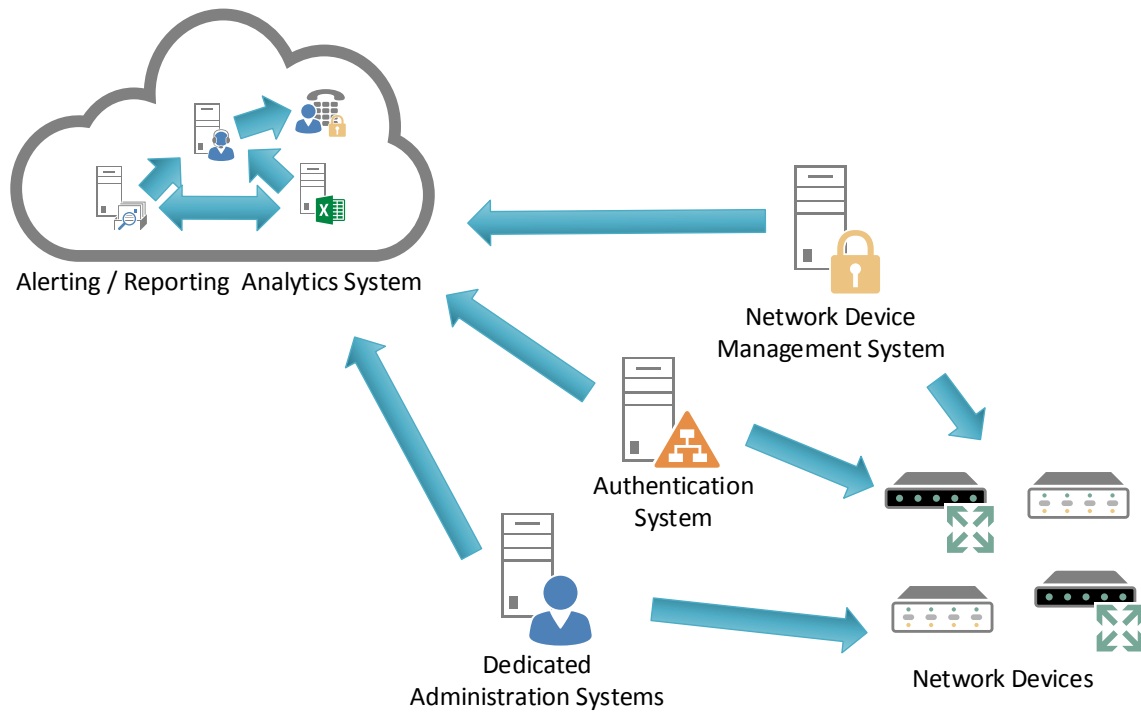 Alerting / Reporting  Analytics System
Network Device
Management System
Authentication
System
Dedicated
Administration Systems
Network Devices